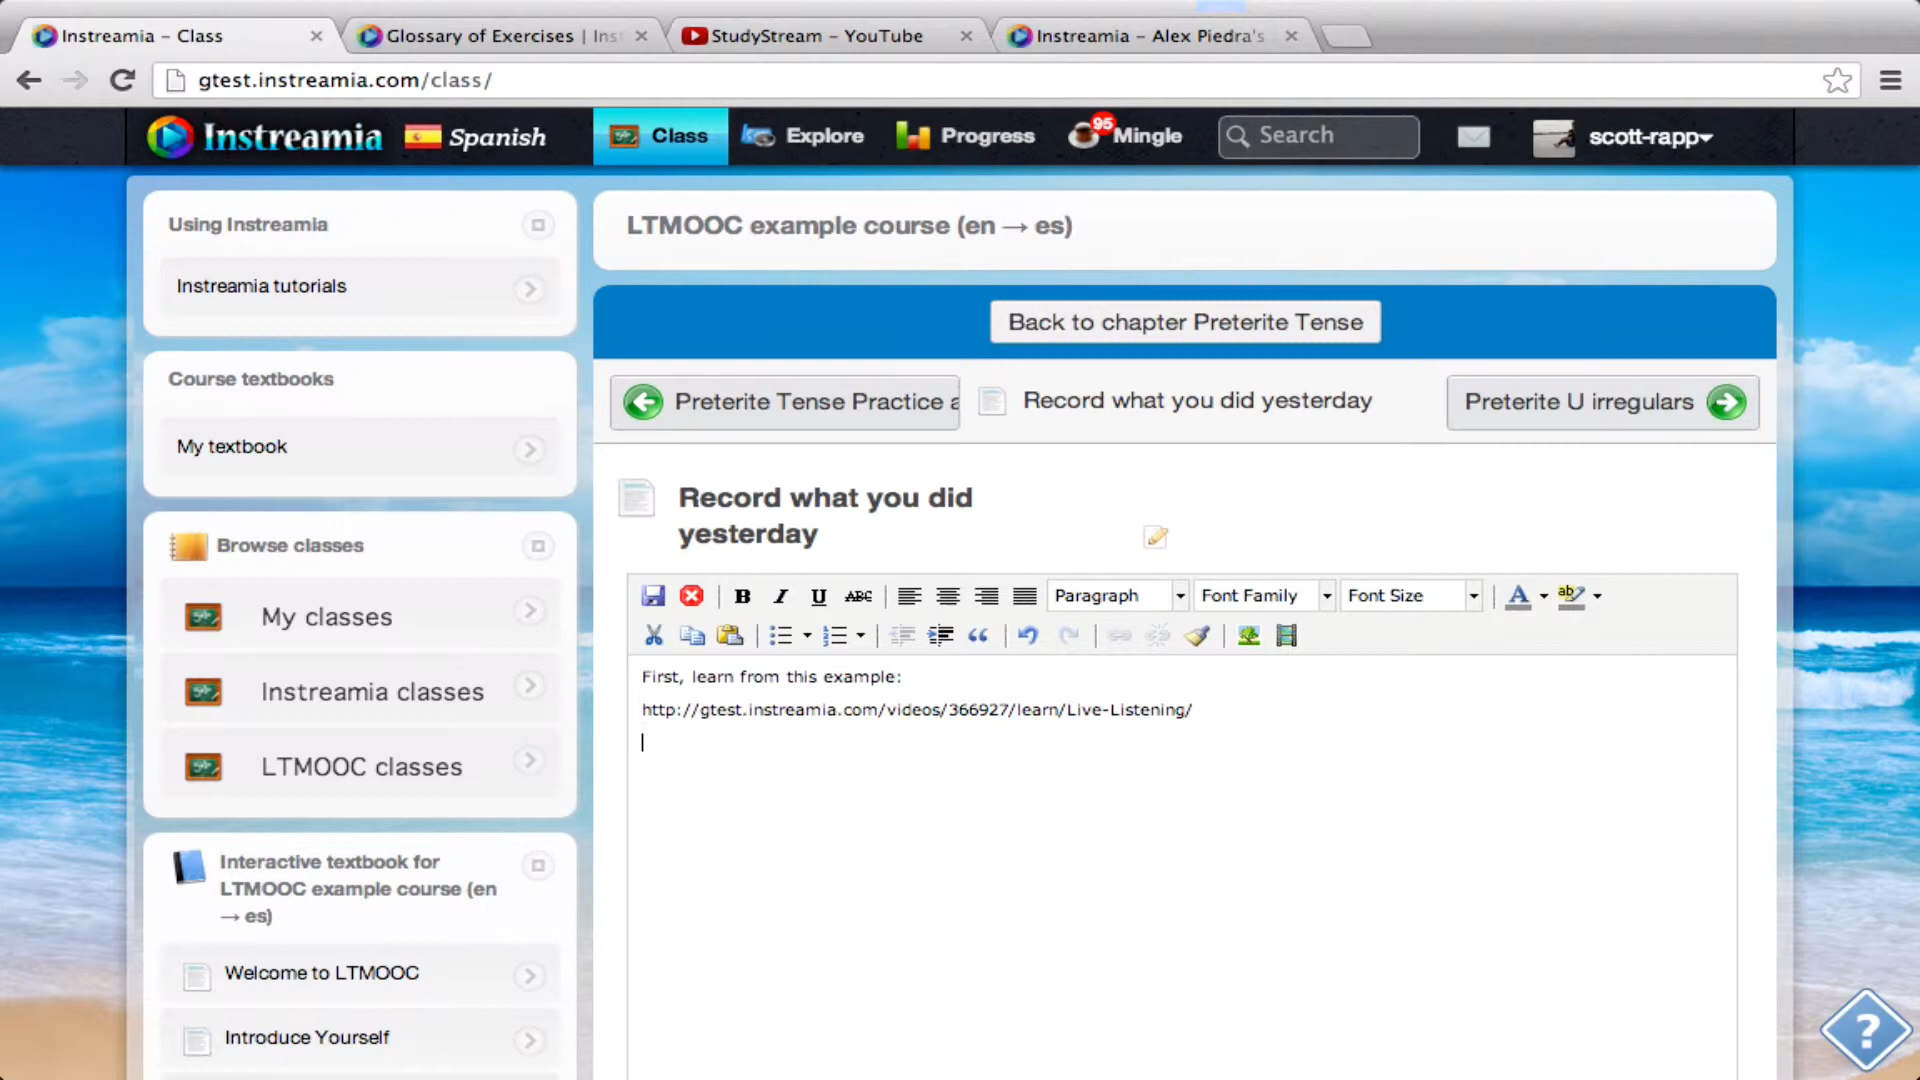 Instreamia – Class
Glossary of Exercises | Ins
StudyStream – YouTube
Instreamia – Alex Piedra's
gtest.instreamia.com/class/
Instreamia
Spanish
Class
Explore
Progress
95
Mingle
Search
scott-rapp
Using Instreamia
Instreamia tutorials
Course textbooks
My textbook
Browse classes
My classes
Instreamia classes
LTMOOC classes
Interactive textbook for
LTMOOC example course (en
→ es)
Welcome to LTMOOC
Introduce Yourself
LTMOOC example course (en → es)
Back to chapter Preterite Tense
Preterite Tense Practice a
Record what you did yesterday
Preterite U irregulars
Record what you did
yesterday
B I U ABC Paragraph Font Family Font Size A ab
First, learn from this example:
http://gtest.instreamia.com/videos/366927/learn/Live-Listening/
?